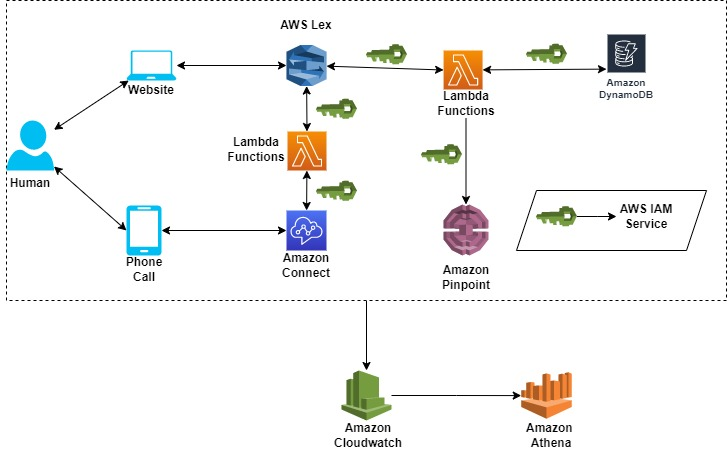 AWS Lex
Website
Lambda
Functions
Amazon
DynamoDB
Lambda
Functions
Human
AWS IAM
Service
Phone
Call
Amazon
Connect
Amazon
Pinpoint
Amazon
Cloudwatch
Amazon
Athena